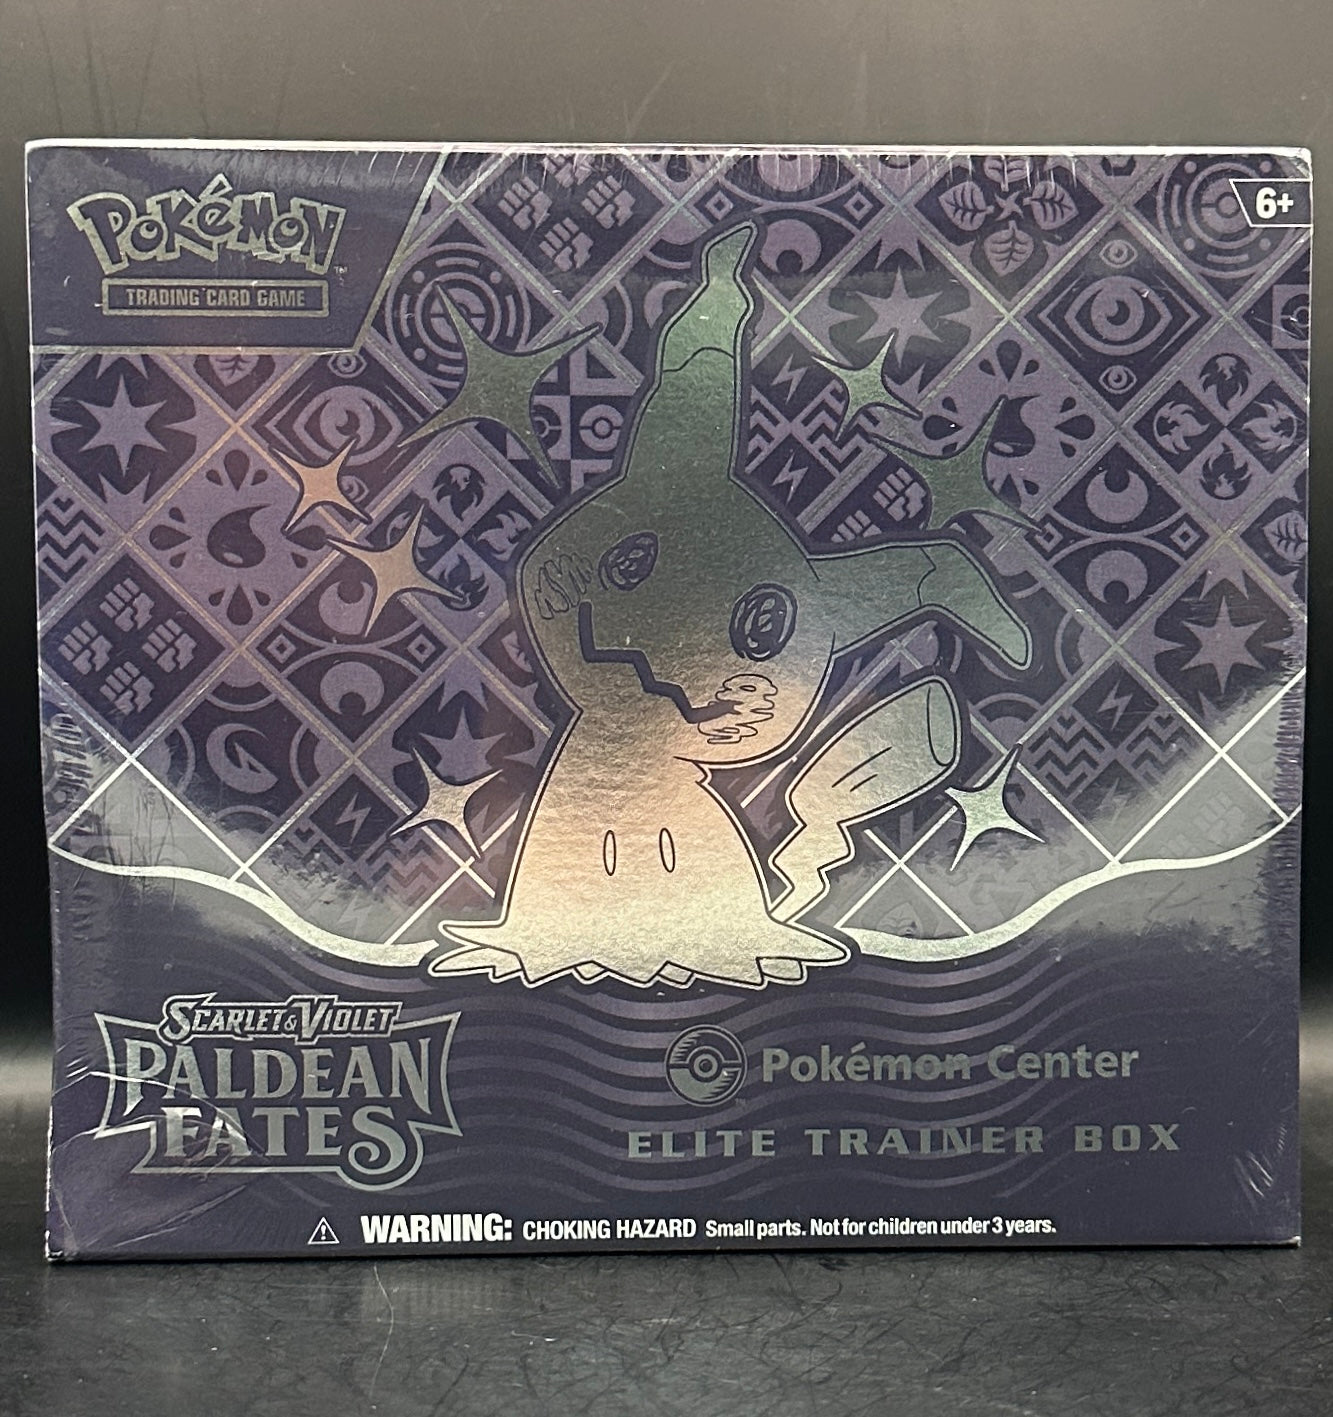 POKéMON
TRADING CARD GAME
6+
SCARLET & VIOLET
PALDEAN
FATES
Pokémon Center
ELITE TRAINER BOX
WARNING: CHOKING HAZARD Small parts. Not for children under 3 years.